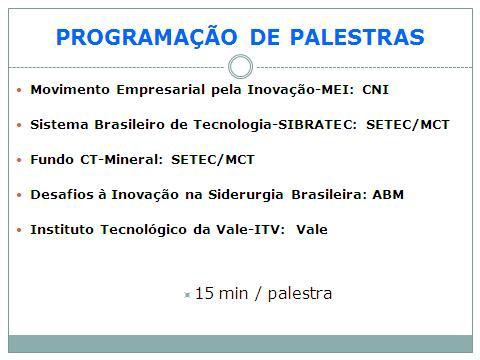 PROGRAMAÇÃO DE PALESTRAS
Movimento Empresarial pela Inovação-MEI: CNI
Sistema Brasileiro de Tecnologia-SIBRATEC: SETEC/MCT
Fundo CT-Mineral: SETEC/MCT
Desafios à Inovação na Siderurgia Brasileira: ABM
Instituto Tecnológico da Vale-ITV: Vale
15 min / palestra